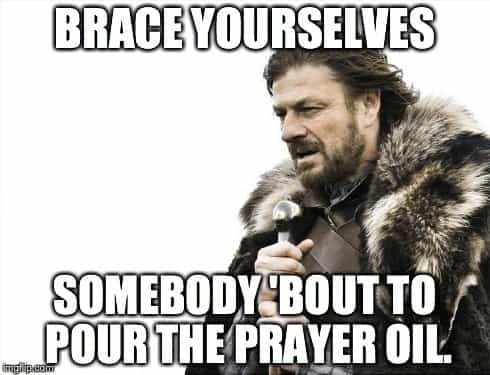 BRACE YOURSELVES
SOMEBODY 'BOUT TO
POUR THE PRAYER OIL.
imgflip.com